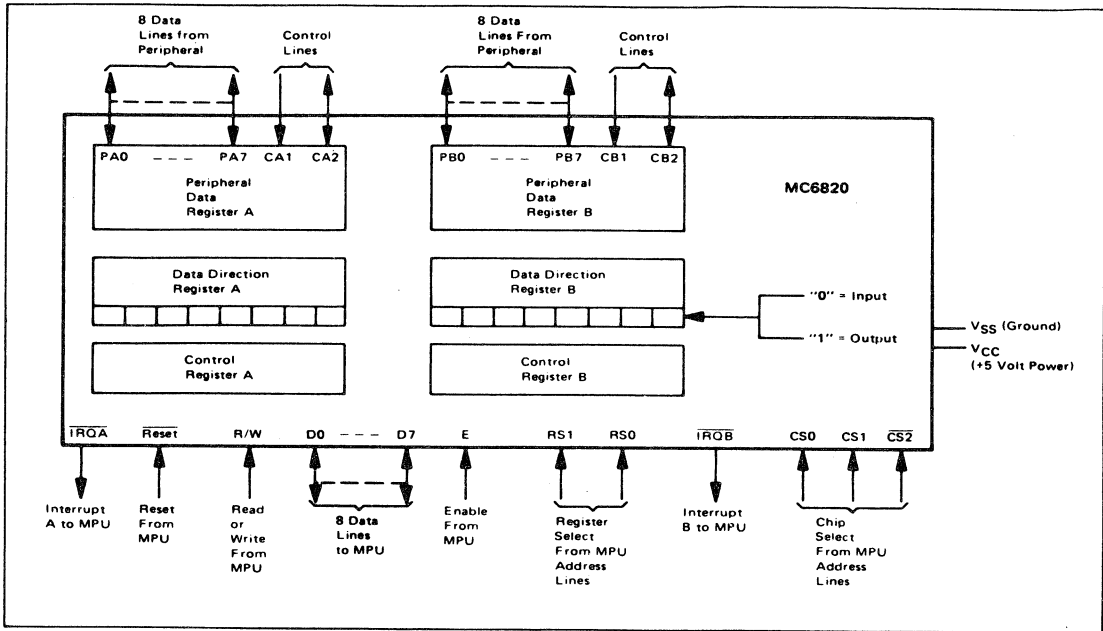 8 Data
Lines from
Peripheral
Control
Lines
8 Data
Lines From
Peripheral
Control
Lines
PA0 --- PA7 CA1 CA2
Peripheral
Data
Register A
PB0 --- PB7 CB1 CB2
Peripheral
Data
Register B
MC6820
Data Direction
Register A
Data Direction
Register B
"0" = Input
"1" = Output
VSS (Ground)
VCC
(+5 Volt Power)
Control
Register A
Control
Register B
IRQA Reset R/W D0 --- D7 E RS1 RS0 IRQB CS0 CS1 CS2
Interrupt
A to MPU
Reset
From
MPU
Read
or
Write
From
MPU
8 Data
Lines
to MPU
Enable
From
MPU
Register
Select
From MPU
Address
Lines
Interrupt
B to MPU
Chip
Select
From MPU
Address
Lines